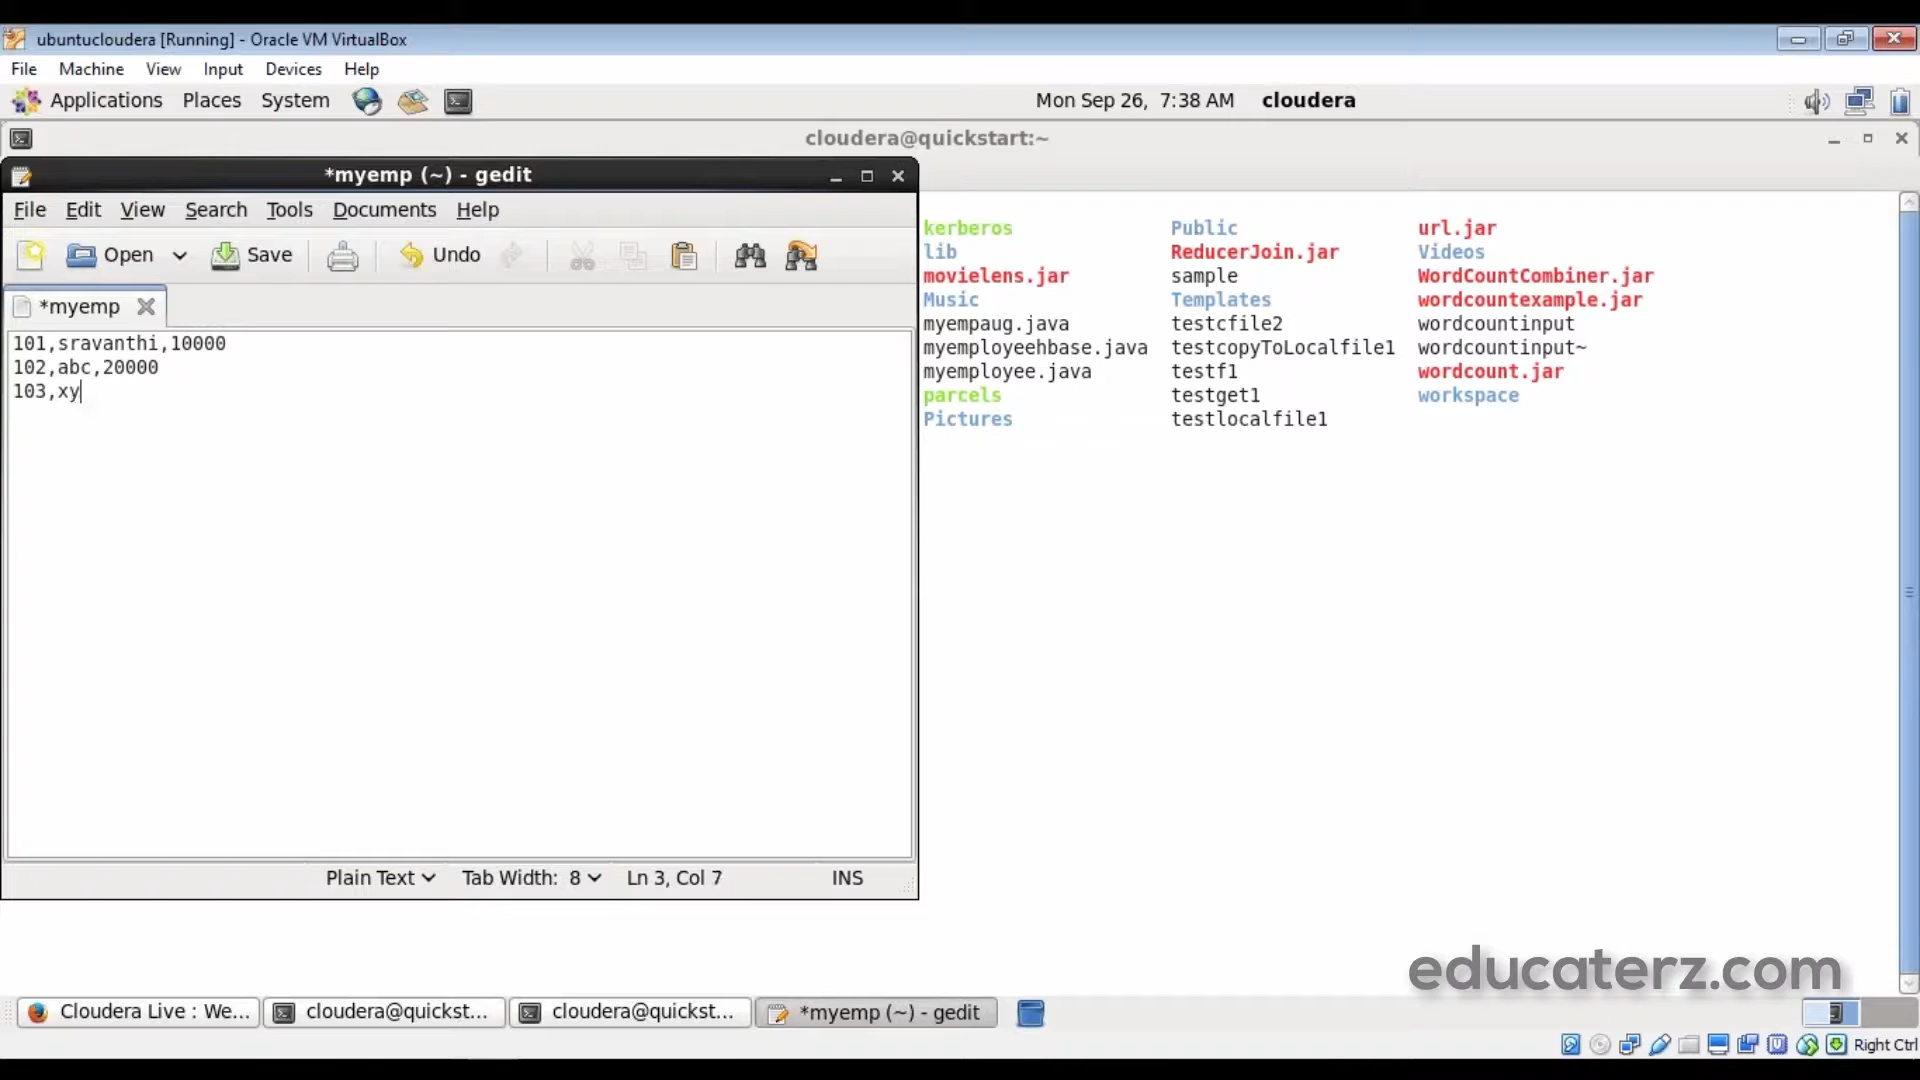 ubuntucloudera [Running] - Oracle VM VirtualBox
File Machine View Input Devices Help
Applications Places System Mon Sep 26, 7:38 AM cloudera
cloudera@quickstart:~
*myemp (~) - gedit
File Edit View Search Tools Documents Help
Open Save Undo
*myemp
101,sravanthi,10000
102,abc,20000
103,xy
Plain Text Tab Width: 8 Ln 3, Col 7 INS
kerberos Public url.jar
lib ReducerJoin.jar Videos
movielens.jar sample WordCountCombiner.jar
Music Templates wordcountexample.jar
myempaug.java testcfile2 wordcountinput
myemployeehbase.java testcopyToLocalfile1 wordcountinput~
myemployee.java testf1 wordcount.jar
parcels testget1 workspace
Pictures testlocalfile1
educaterz.com
Cloudera Live : We... cloudera@quickst... cloudera@quickst... *myemp (~) - gedit
Right Ctrl